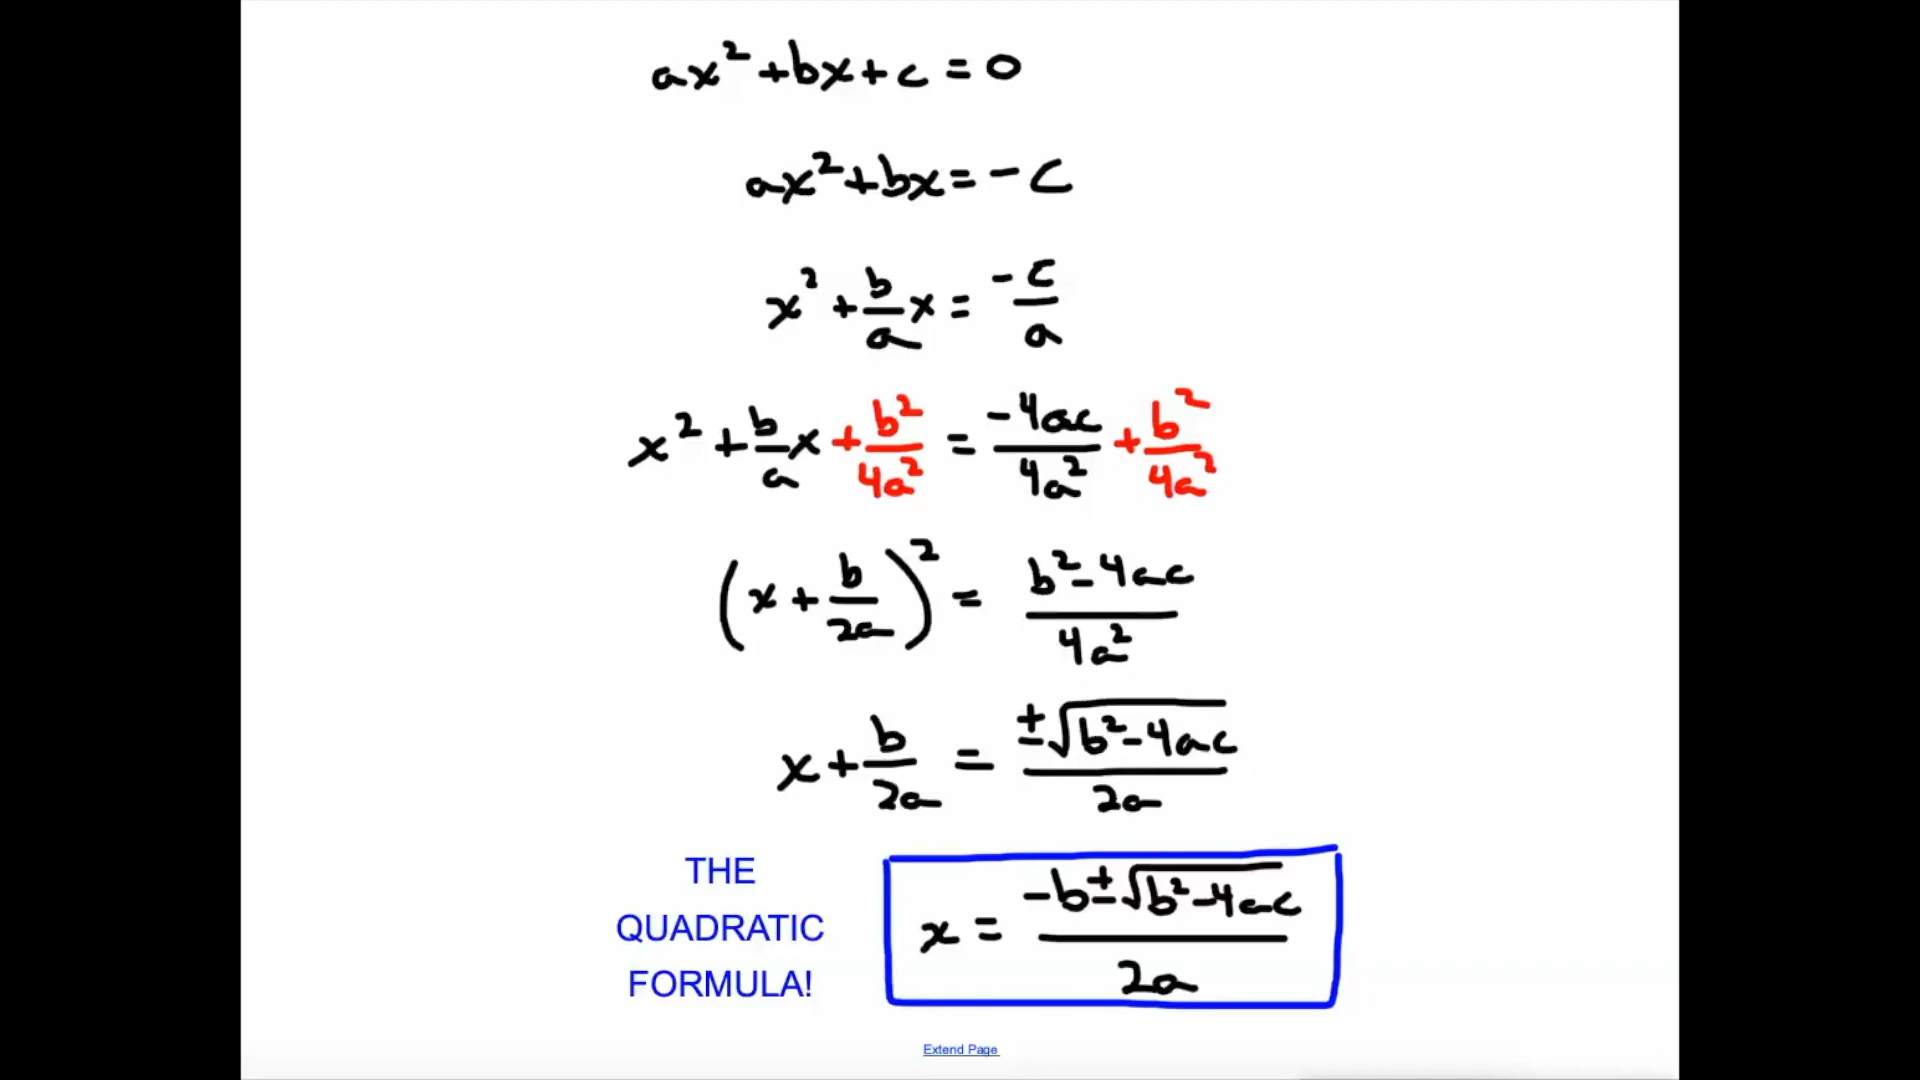 ax² + bx + c = 0
ax² + bx = -c
x² + b/a x = -c/a
x² + b/a x + b²/4a² = -4ac/4a² + b²/4a²
(x + b/2a)² = b²-4ac/4a²
x + b/2a = ±√(b²-4ac)/2a
THE
QUADRATIC
FORMULA!
x = -b±√(b²-4ac)/2a
Extend Page